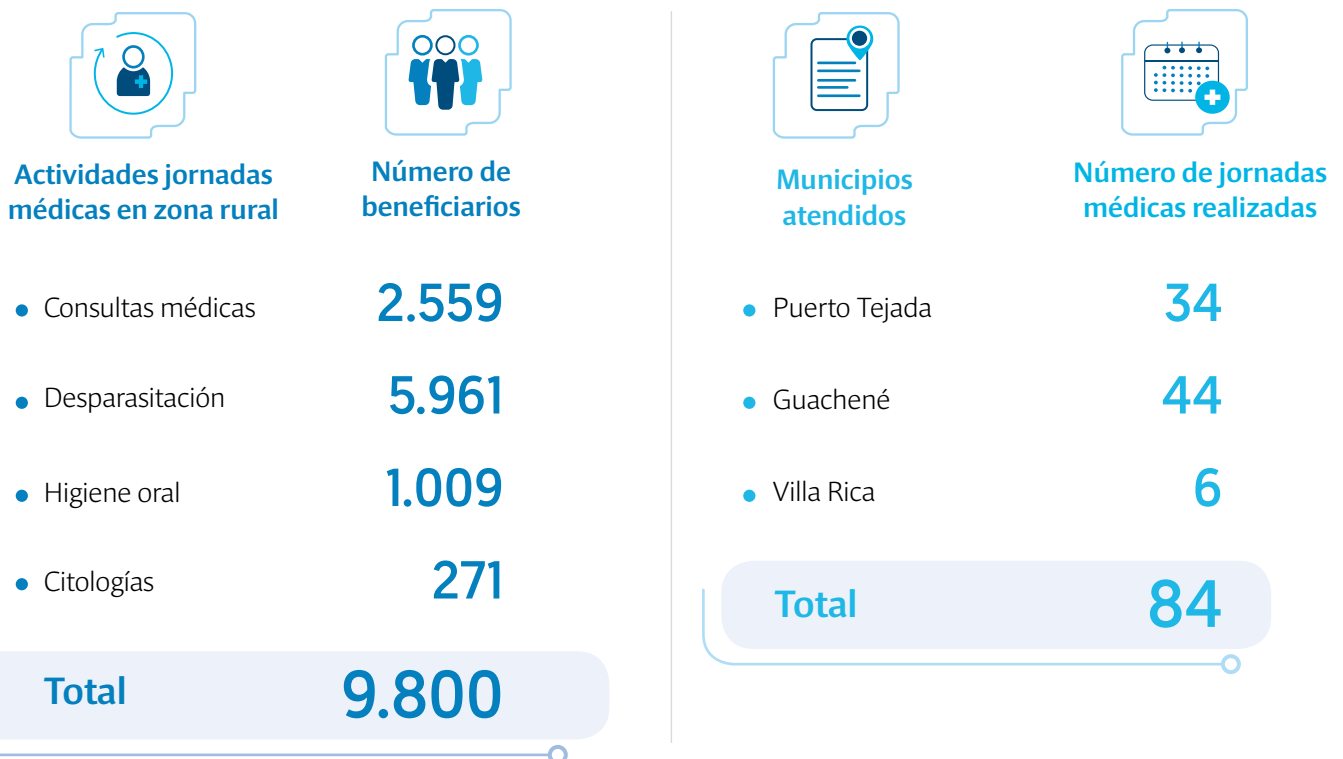 Actividades jornadas
médicas en zona rural
Número de
beneficiarios
Consultas médicas 2.559
Desparasitación 5.961
Higiene oral 1.009
Citologías 271
Total 9.800
Municipios
atendidos
Número de jornadas
médicas realizadas
Puerto Tejada 34
Guachené 44
Villa Rica 6
Total 84